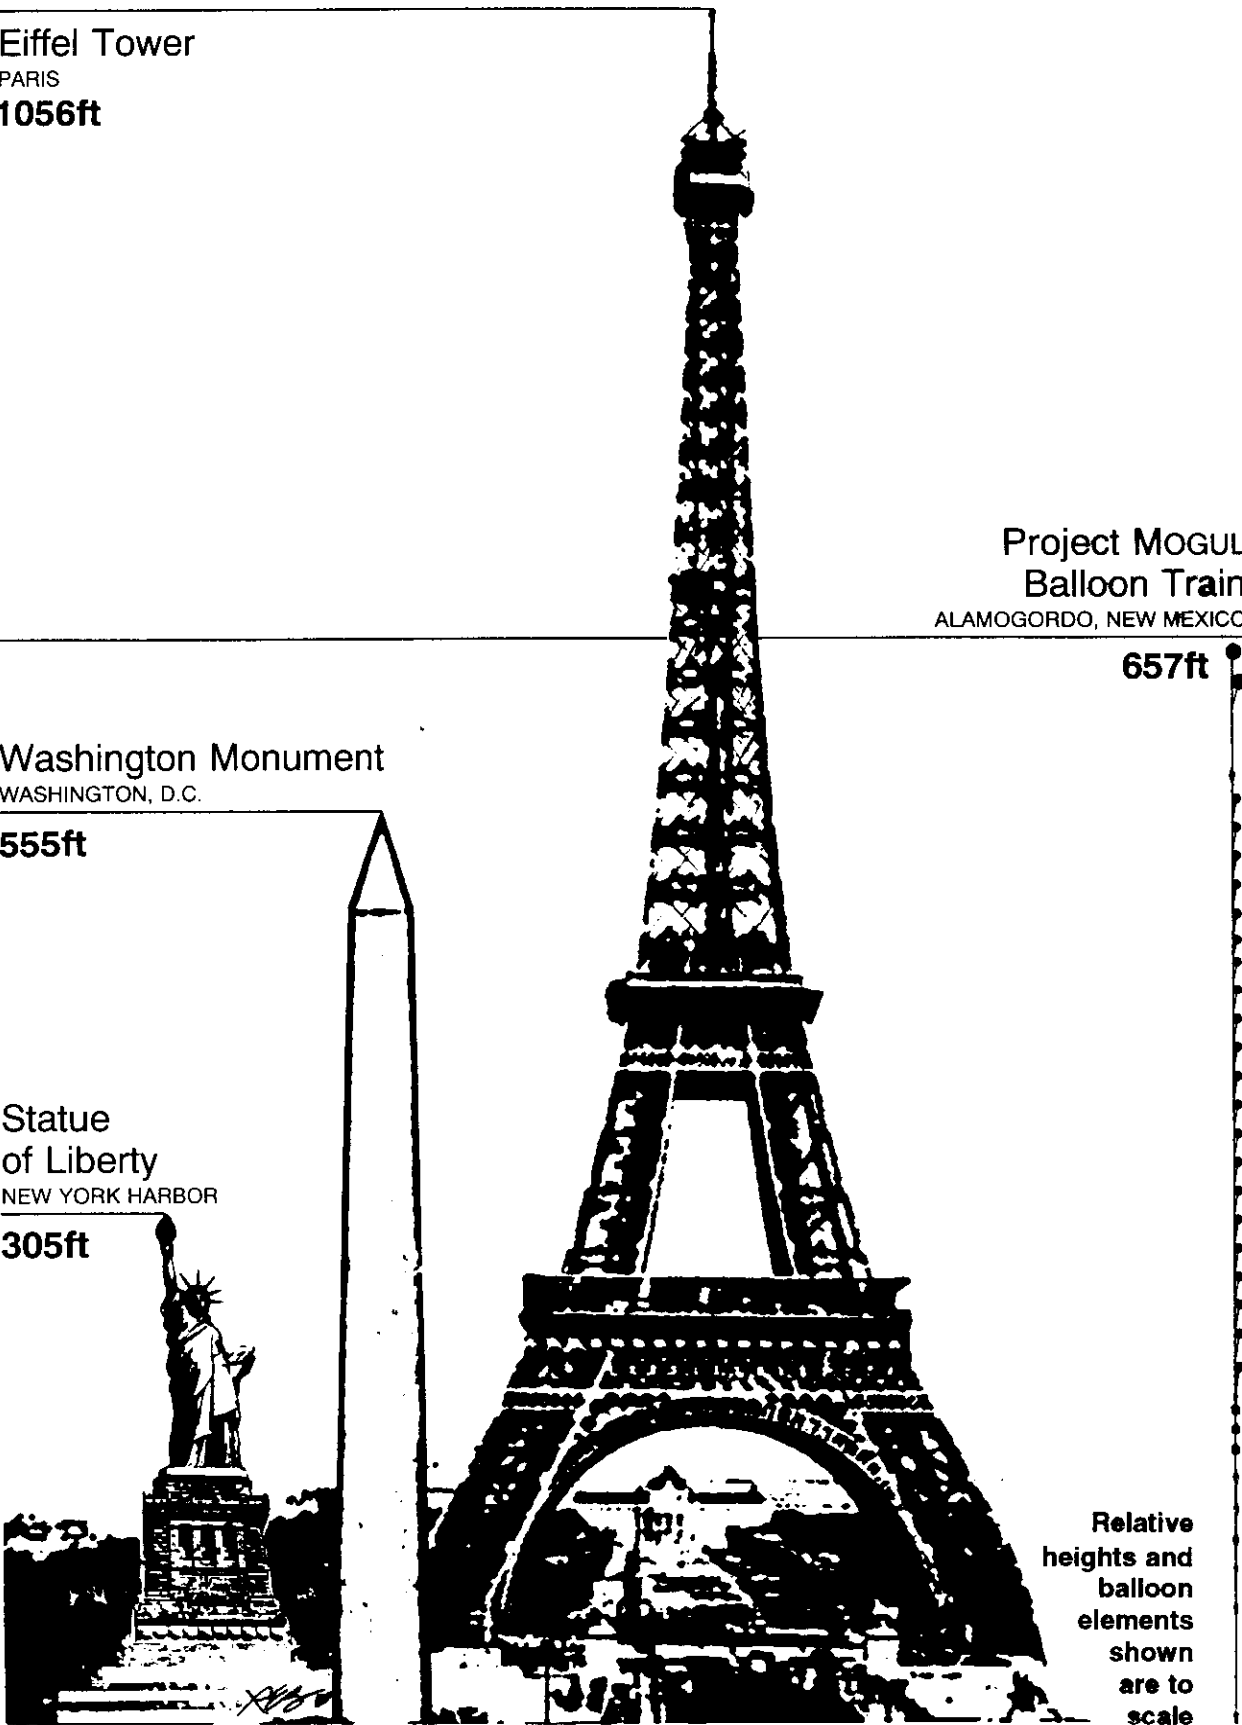 Eiffel Tower
PARIS
1056ft
Project MOGUL
Balloon Train
ALAMOGORDO, NEW MEXICO
657ft
Washington Monument
WASHINGTON, D.C.
555ft
Statue
of Liberty
NEW YORK HARBOR
305ft
Relative
heights and
balloon
elements
shown
are to
scale